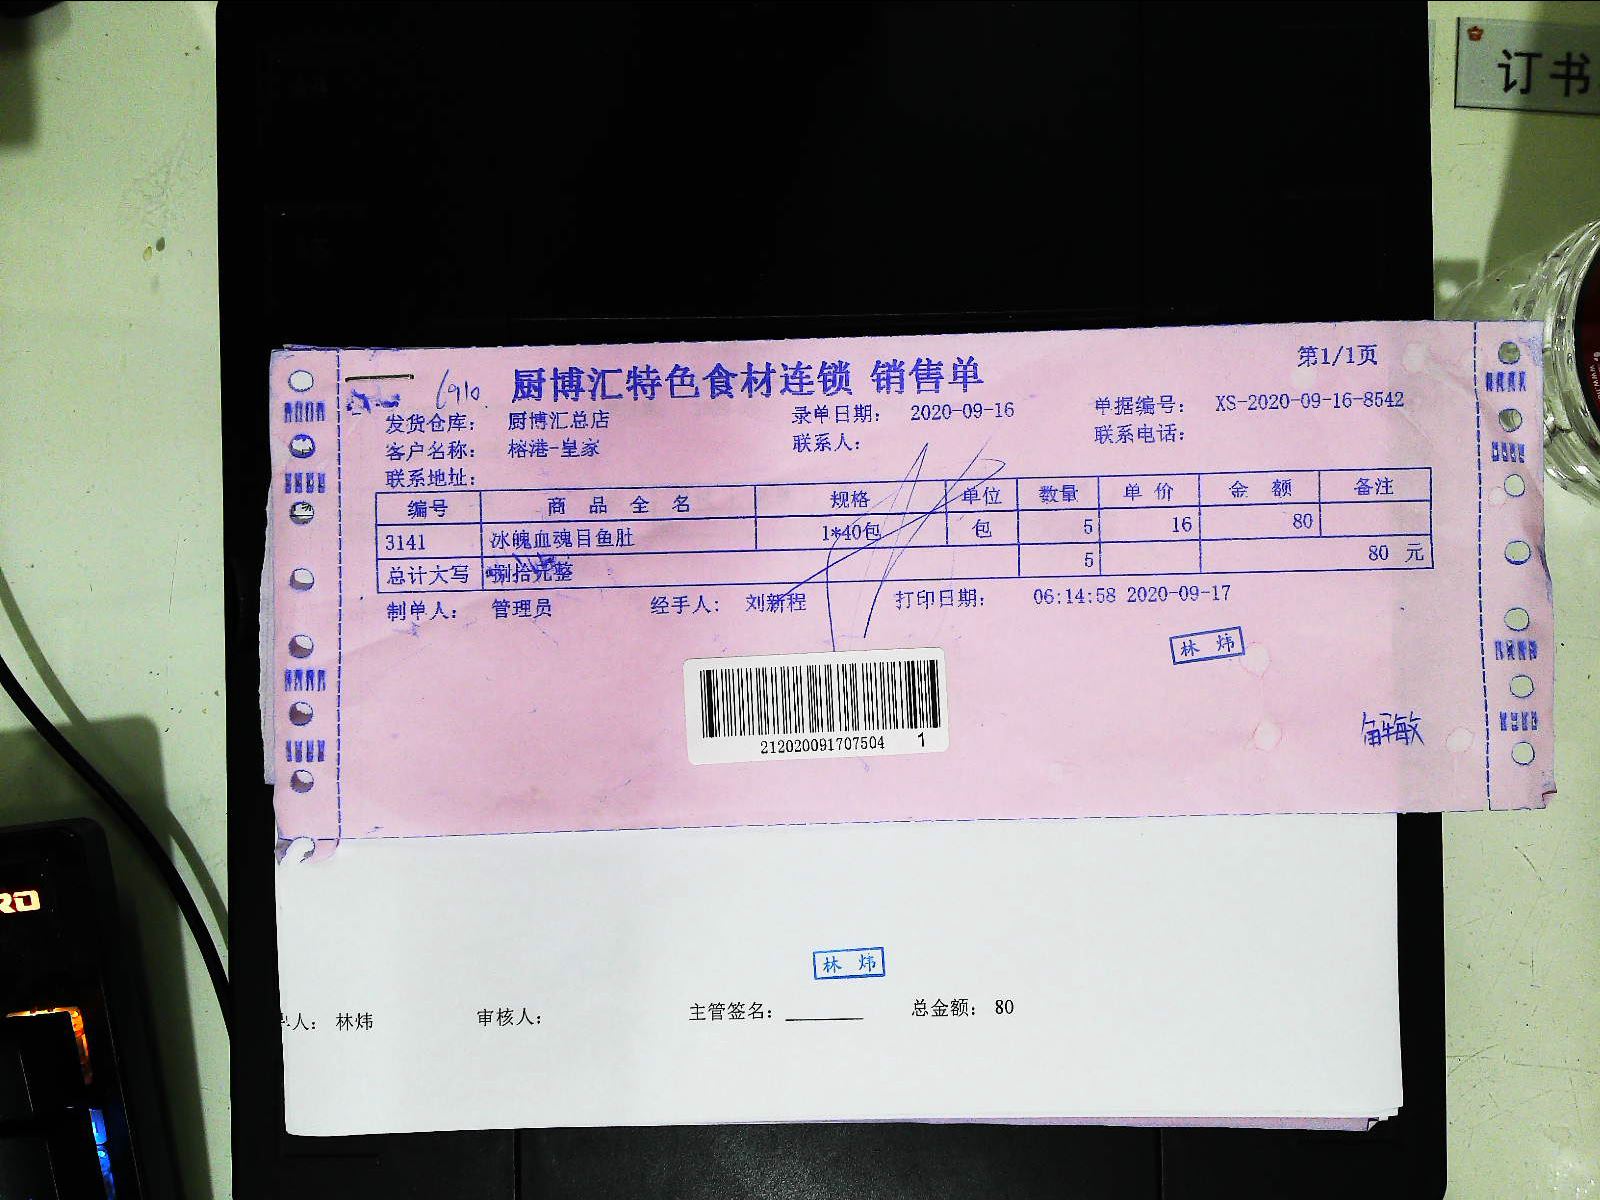 订书
第1/1页
厨博汇特色食材连锁 销售单
发货仓库: 厨博汇总店 录单日期: 2020-09-16 单据编号: XS-2020-09-16-8542
客户名称: 榕港-皇家 联系人: 联系电话:
联系地址:
编号 商品全名 规格 单位 数量 单价 金额 备注
3141 冰魄血魂目鱼肚 1*40包 包 5 16 80
总计大写 捌拾元整 5 80 元
制单人: 管理员 经手人: 刘新程 打印日期: 06:14:58 2020-09-17
林炜
212020091707504 1
解敏
林炜
人: 林炜 审核人: 主管签名: 总金额: 80
RO